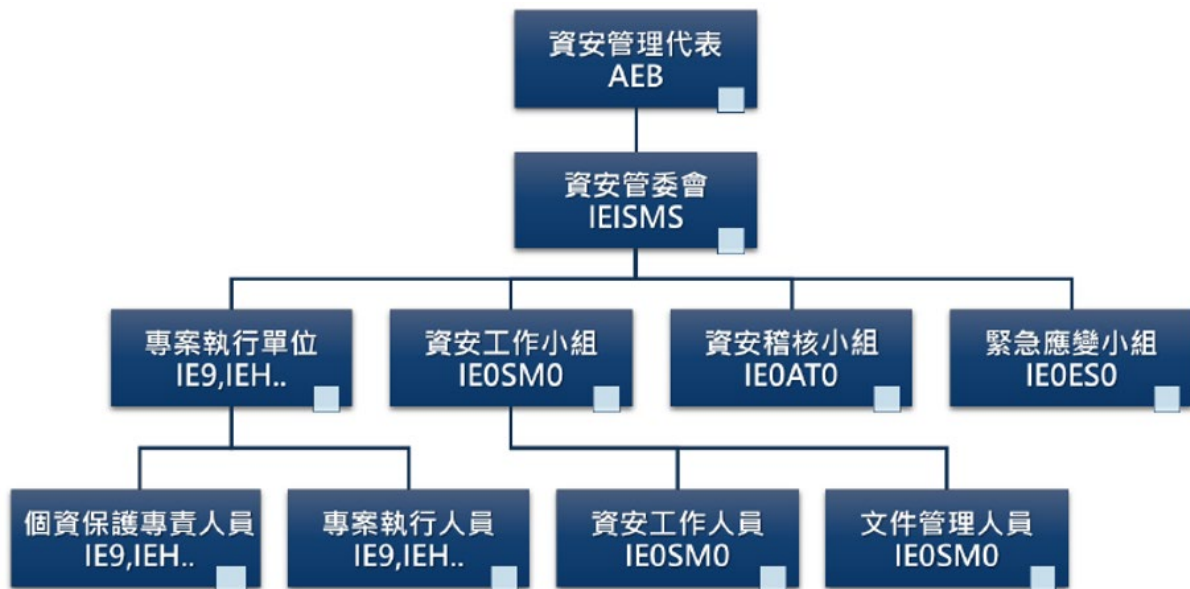 資安管理代表
AEB
資安管委會
IEISMS
專案執行單位
IE9,IEH..
資安工作小組
IE0SM0
資安稽核小組
IE0AT0
緊急應變小組
IE0ES0
個資保護專責人員
IE9,IEH..
專案執行人員
IE9,IEH..
資安工作人員
IE0SM0
文件管理人員
IE0SM0